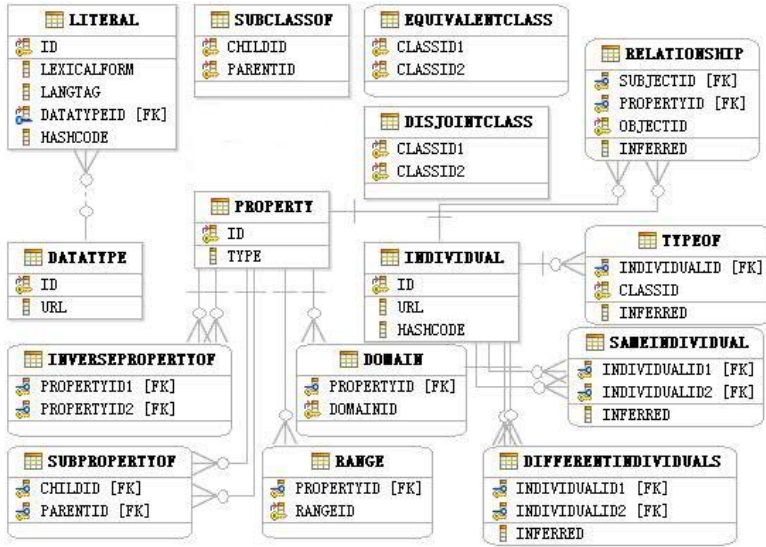 LITERAL
ID
LEXICALFORM
LANGTAG
DATATYPEID [FK]
HASHCODE
SUBCLASSOF
CHILDID
PARENTID
EQUIVALENTCLASS
CLASSID1
CLASSID2
DISJOINTCLASS
CLASSID1
CLASSID2
RELATIONSHIP
SUBJECTID [FK]
PROPERTYID [FK]
OBJECTID
INFERRED
DATATYPE
ID
URL
PROPERTY
ID
TYPE
INDIVIDUAL
ID
URL
HASHCODE
TYPEOF
INDIVIDUALID [FK]
CLASSID
INFERRED
INVERSEPROPERTYOF
PROPERTYID1 [FK]
PROPERTYID2 [FK]
DOMAIN
PROPERTYID [FK]
DOMAINID
SAMEINDIVIDUAL
INDIVIDUALID1 [FK]
INDIVIDUALID2 [FK]
INFERRED
SUBPROPERTYOF
CHILDID [FK]
PARENTID [FK]
RANGE
PROPERTYID [FK]
RANGEID
DIFFERENTINDIVIDUALS
INDIVIDUALID1 [FK]
INDIVIDUALID2 [FK]
INFERRED